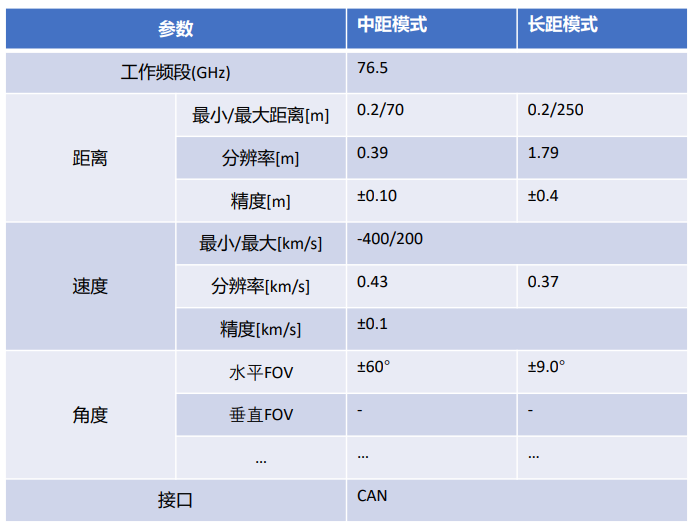 参数 中距模式 长距模式
工作频段(GHz) 76.5
距离 最小/最大距离[m] 0.2/70 0.2/250
分辨率[m] 0.39 1.79
精度[m] ±0.10 ±0.4
速度 最小/最大[km/s] -400/200
分辨率[km/s] 0.43 0.37
精度[km/s] ±0.1
角度 水平FOV ±60° ±9.0°
垂直FOV - -
... ... ...
接口 CAN